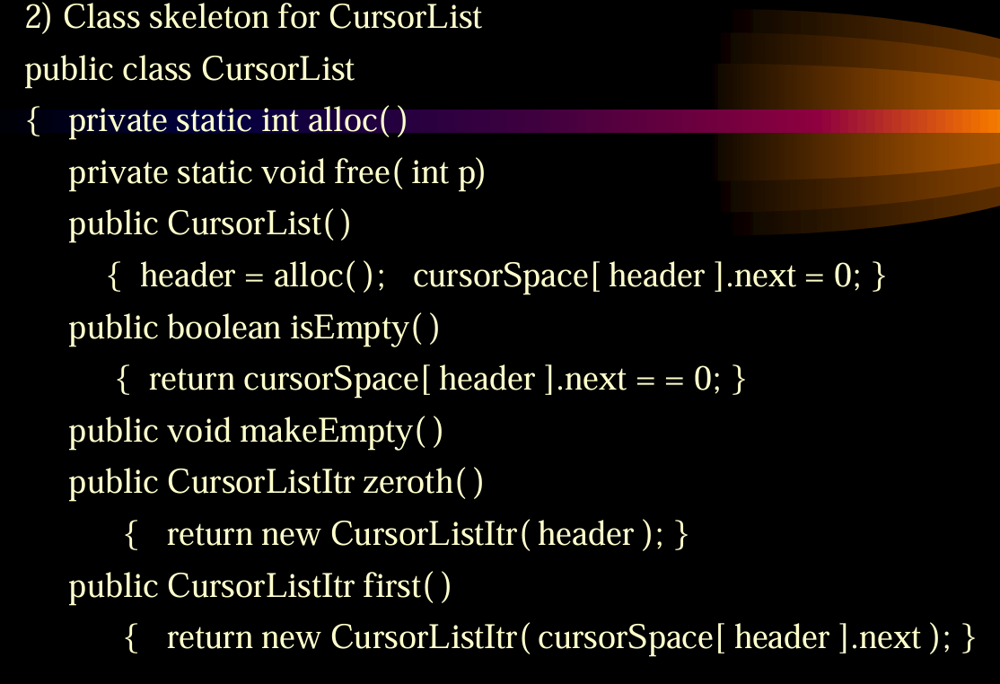 2) Class skeleton for CursorList
public class CursorList
{ private static int alloc( )
private static void free( int p)
public CursorList( )
{ header = alloc( ); cursorSpace[ header ].next = 0; }
public boolean isEmpty( )
{ return cursorSpace[ header ].next = = 0; }
public void makeEmpty( )
public CursorListItr zeroth( )
{ return new CursorListItr( header ); }
public CursorListItr first( )
{ return new CursorListItr( cursorSpace[ header ].next ); }